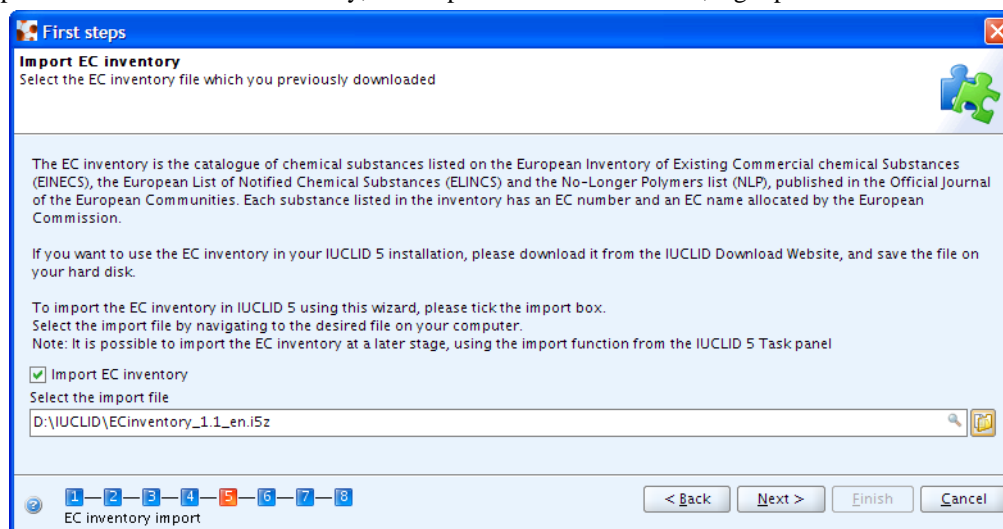 First steps
Import EC inventory
Select the EC inventory file which you previously downloaded
The EC inventory is the catalogue of chemical substances listed on the European Inventory of Existing Commercial chemical Substances
(EINECS), the European List of Notified Chemical Substances (ELINCS) and the No-Longer Polymers list (NLP), published in the Official Journal
of the European Communities. Each substance listed in the inventory has an EC number and an EC name allocated by the European
Commission.
If you want to use the EC inventory in your IUCLID 5 installation, please download it from the IUCLID Download Website, and save the file on
your hard disk.
To import the EC inventory in IUCLID 5 using this wizard, please tick the import box.
Select the import file by navigating to the desired file on your computer.
Note: It is possible to import the EC inventory at a later stage, using the import function from the IUCLID 5 Task panel
Import EC inventory
Select the import file
D:\IUCLID\ECinventory_1.1_en.i5z
1 2 3 4 5 6 7 8
EC inventory import
< Back Next > Finish Cancel